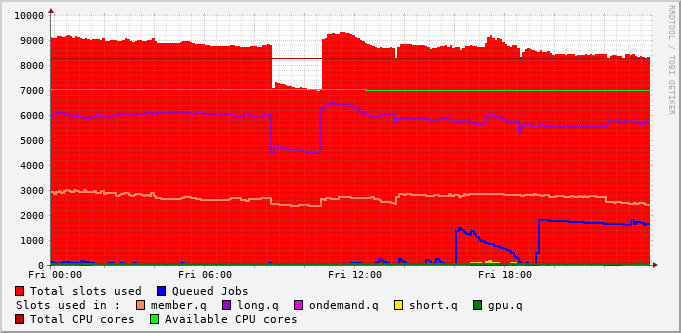 10000
9000
8000
7000
6000
5000
4000
3000
2000
1000
0
Fri 00:00 Fri 06:00 Fri 12:00 Fri 18:00
Total slots used Queued Jobs
Slots used in : member.q long.q ondemand.q short.q gpu.q
Total CPU cores Available CPU cores
RRDTOOL / TOBI OETIKER